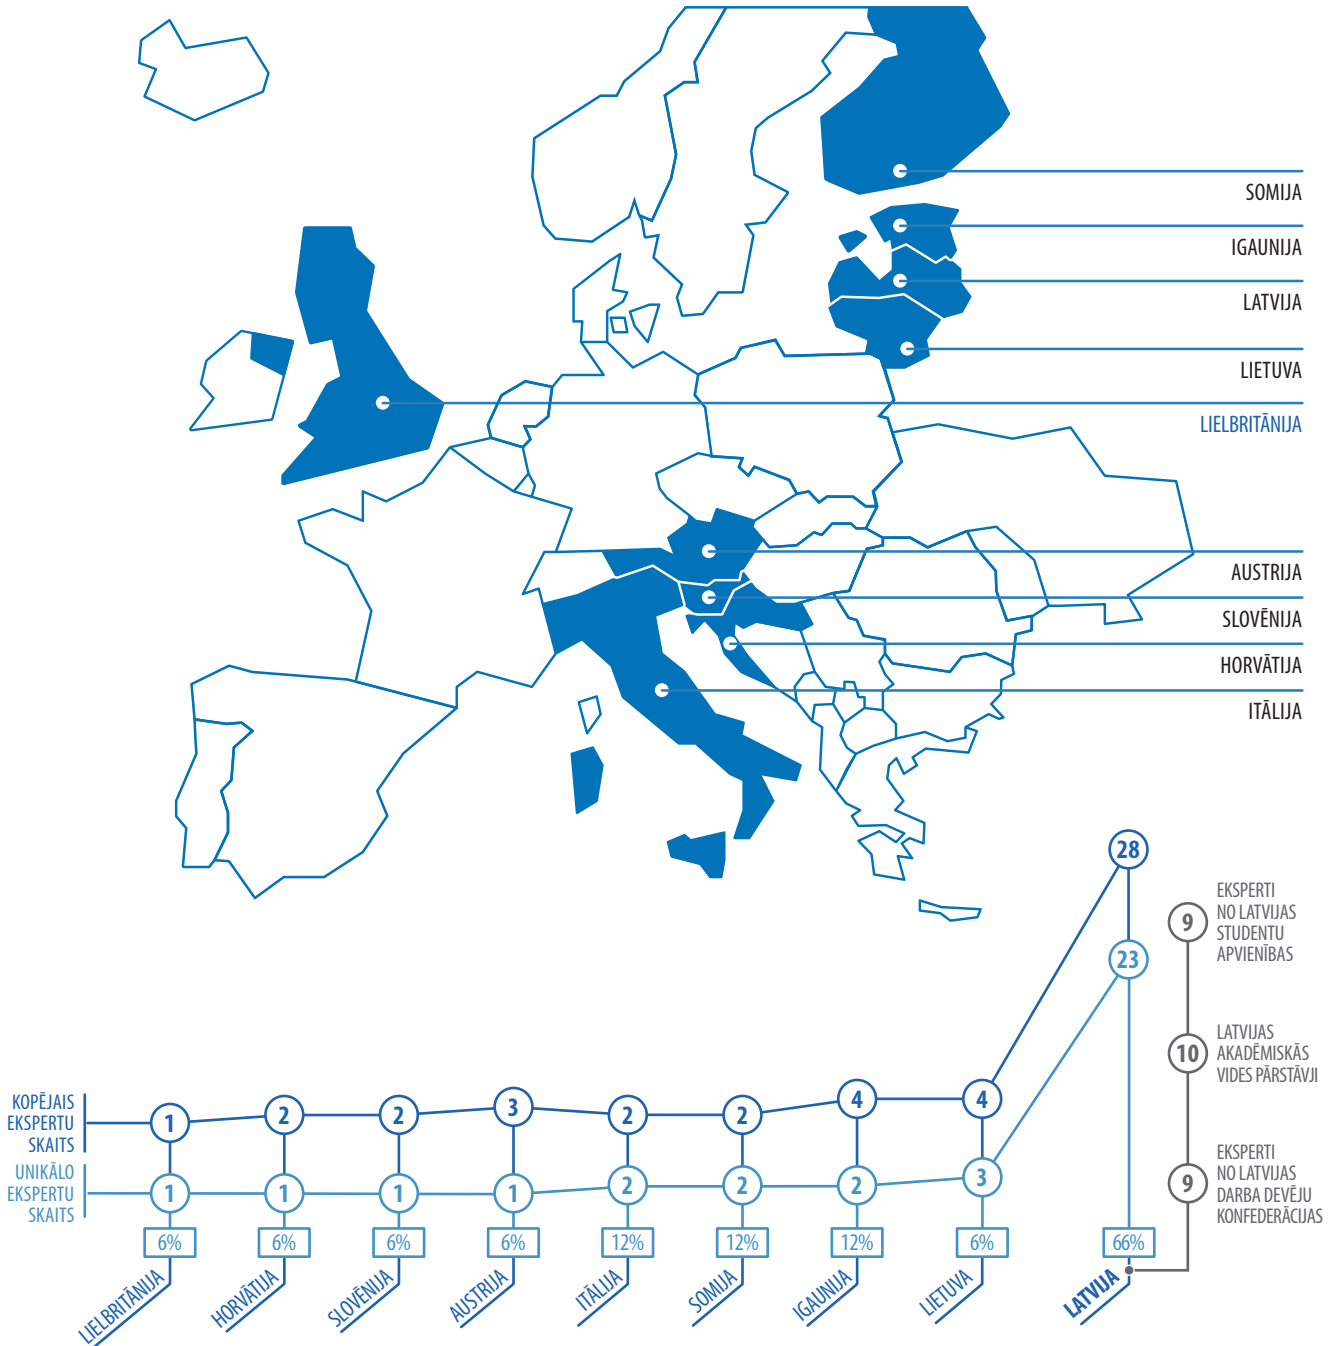 SOMIJA
IGAUNIJA
LATVIJA
LIETUVA
LIELBRITĀNIJA
AUSTRIJA
SLOVĒNIJA
HORVĀTIJA
ITĀLIJA
28
23
9
EKSPERTI
NO LATVIJAS
STUDENTU
APVIENĪBAS
10
LATVIJAS
AKADĒMISKĀS
VIDES PĀRSTĀVJI
9
EKSPERTI
NO LATVIJAS
DARBA DEVĒJU
KONFEDERĀCIJAS
KOPĒJAIS
EKSPERTU
SKAITS
1 2 2 3 2 2 4 4
UNIKĀLO
EKSPERTU
SKAITS
1 1 1 1 2 2 2 3
6% 6% 6% 6% 12% 12% 12% 6% 66%
LIELBRITĀNIJA
HORVĀTIJA
SLOVĒNIJA
AUSTRIJA
ITĀLIJA
SOMIJA
IGAUNIJA
LIETUVA
LATVIJA